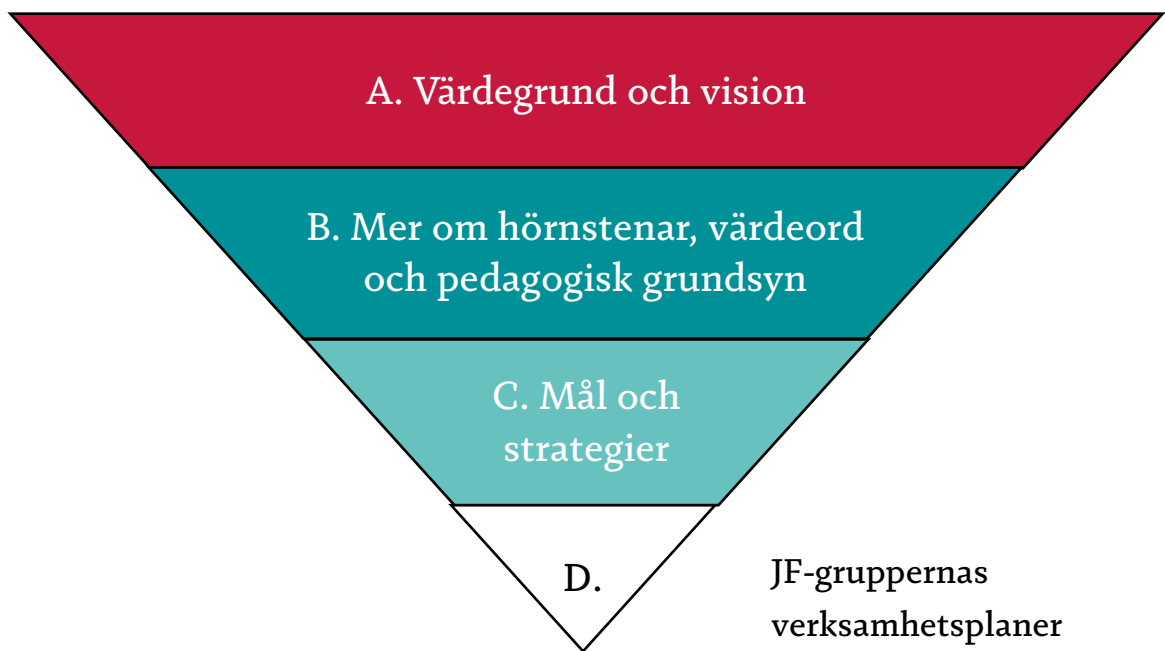 A. Värdegrund och vision
B. Mer om hörnstenar, värdeord
och pedagogisk grundsyn
C. Mål och
strategier
D.
JF-gruppernas
verksamhetsplaner